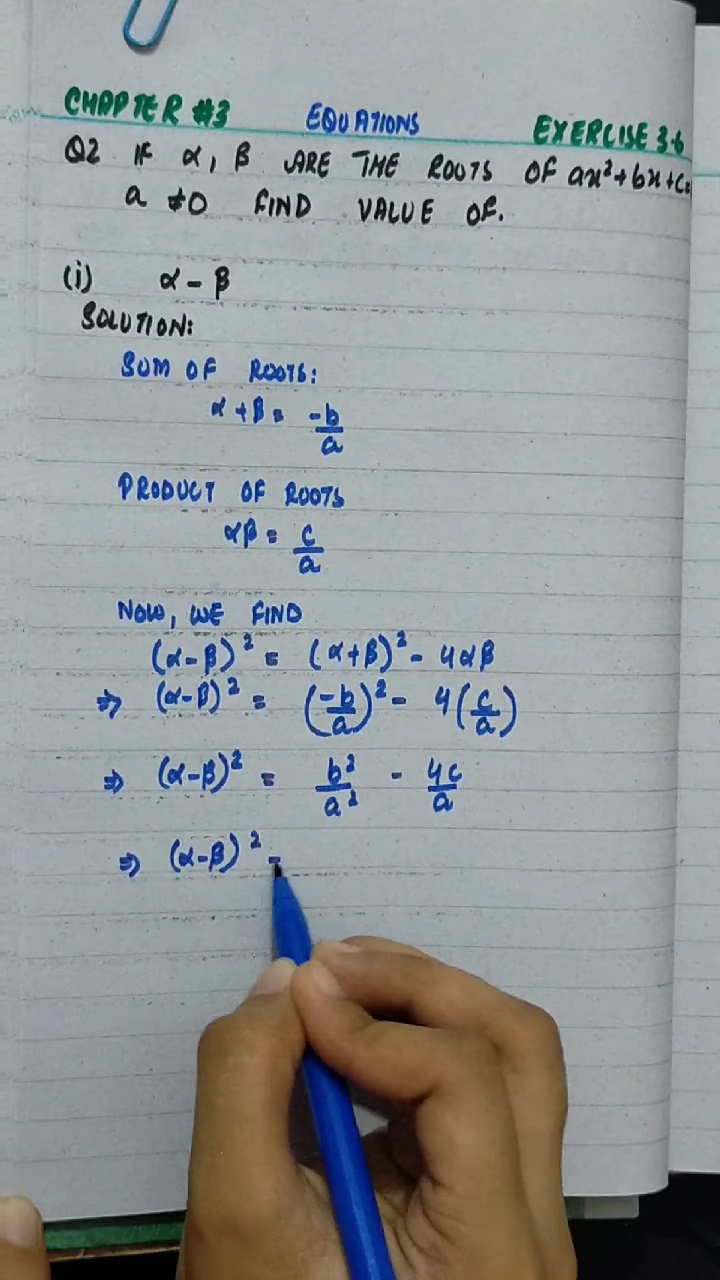 CHAPTER #3 EQUATIONS EXERCISE 3.6
Q2 IF α, β ARE THE ROOTS OF ax²+bx+c=
a ≠0 FIND VALUE OF.
(i) α-β
SOLUTION:
SUM OF ROOTS:
α+β = -b/a
PRODUCT OF ROOTS
αβ = c/a
NOW, WE FIND
(α-β)² = (α+β)² - 4αβ
⇒ (α-β)² = (-b/a)² - 4(c/a)
⇒ (α-β)² = b²/a² - 4c/a
⇒ (α-β)² =